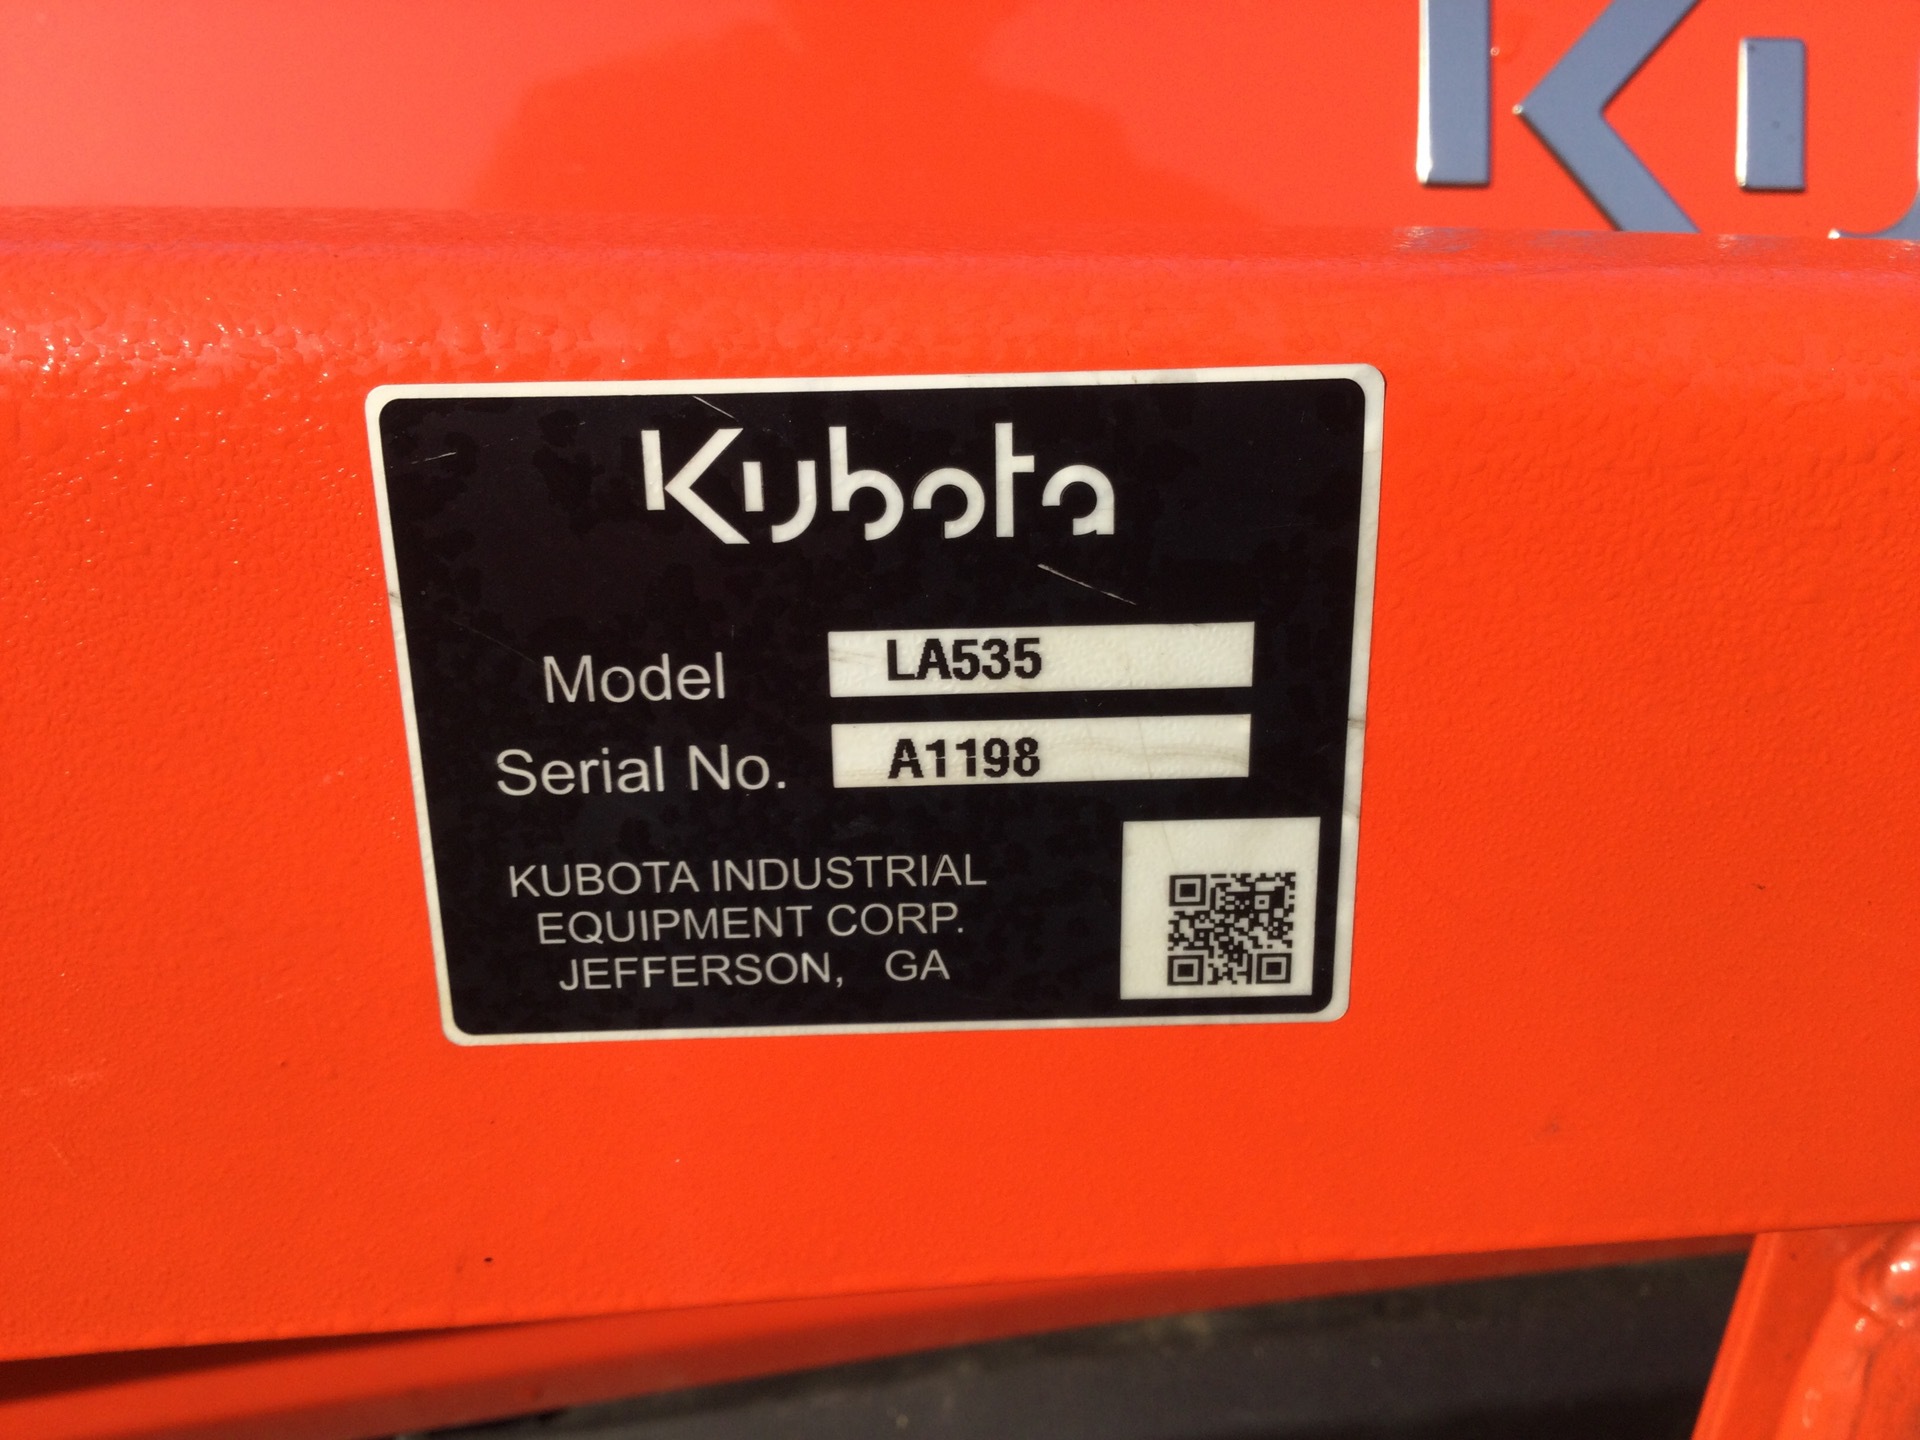 Kubota
Model LA535
Serial No. A1198
KUBOTA INDUSTRIAL
EQUIPMENT CORP.
JEFFERSON, GA